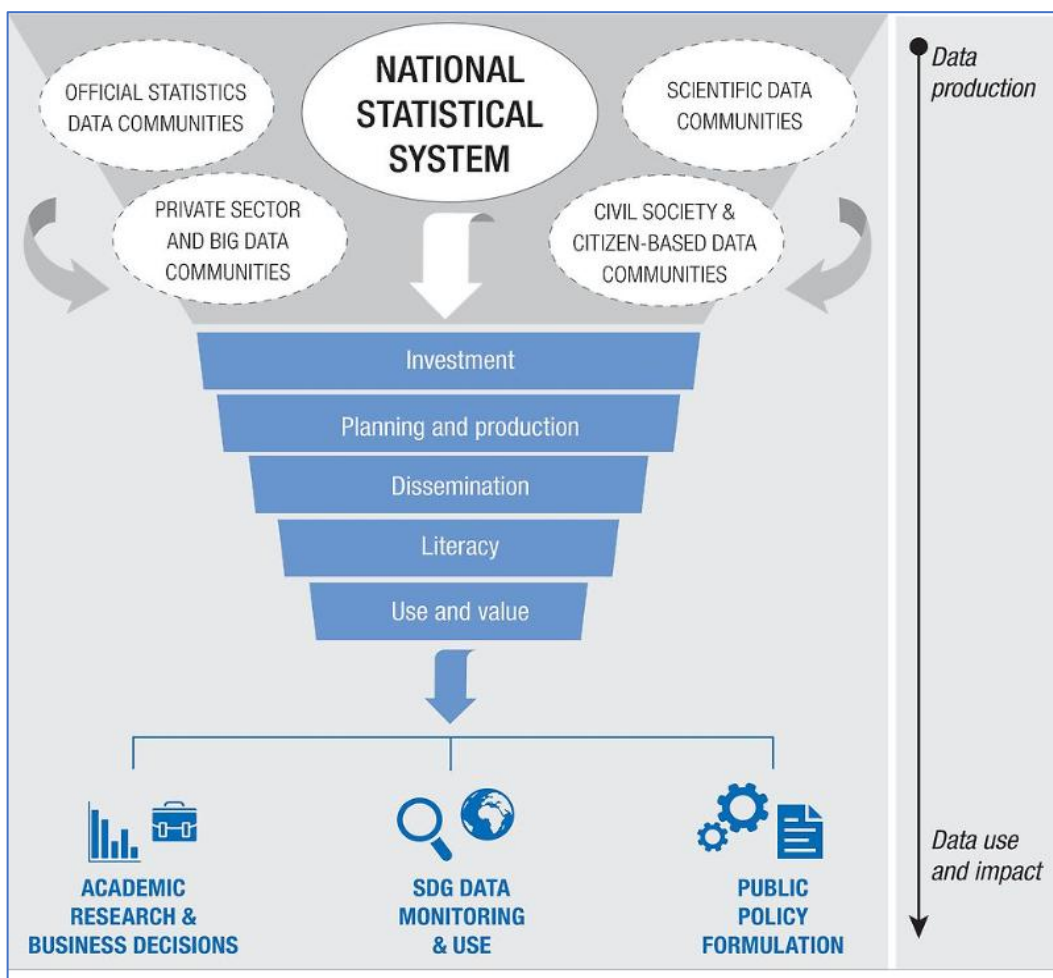 NATIONAL
STATISTICAL
SYSTEM
OFFICIAL STATISTICS
DATA COMMUNITIES
SCIENTIFIC DATA
COMMUNITIES
PRIVATE SECTOR
AND BIG DATA
COMMUNITIES
CIVIL SOCIETY &
CITIZEN-BASED DATA
COMMUNITIES
Data
production
Investment
Planning and production
Dissemination
Literacy
Use and value
ACADEMIC
RESEARCH &
BUSINESS DECISIONS
SDG DATA
MONITORING
& USE
PUBLIC
POLICY
FORMULATION
Data use
and impact